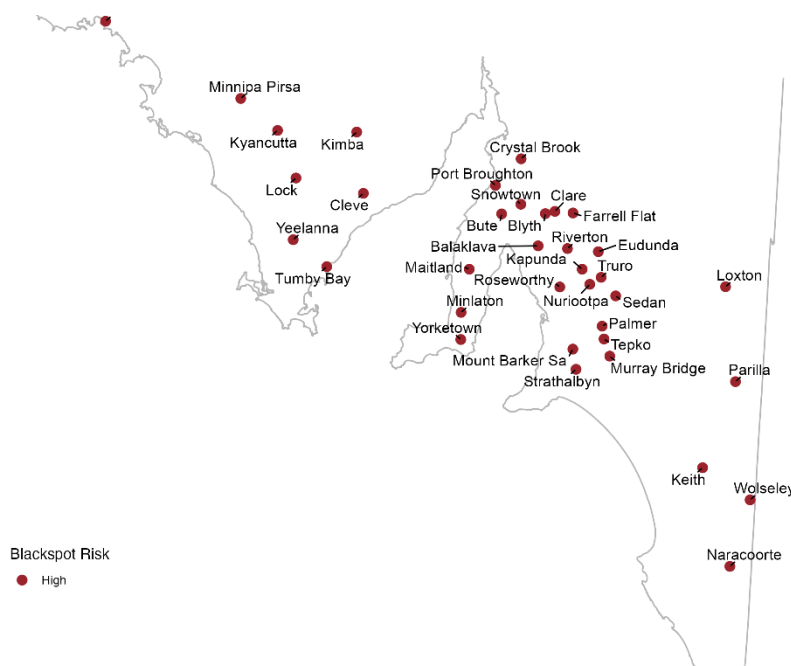 Minnipa Pirsa
Kyancutta
Kimba
Crystal Brook
Port Broughton
Lock
Cleve
Snowtown
Clare
Bute
Blyth
Farrell Flat
Yeelanna
Balaklava
Riverton
Eudunda
Tumby Bay
Maitland
Kapunda
Truro
Roseworthy
Nuriootpa
Loxton
Minlaton
Sedan
Yorketown
Palmer
Tepko
Mount Barker Sa
Murray Bridge
Parilla
Strathalbyn
Keith
Wolseley
Naracoorte
Blackspot Risk
High